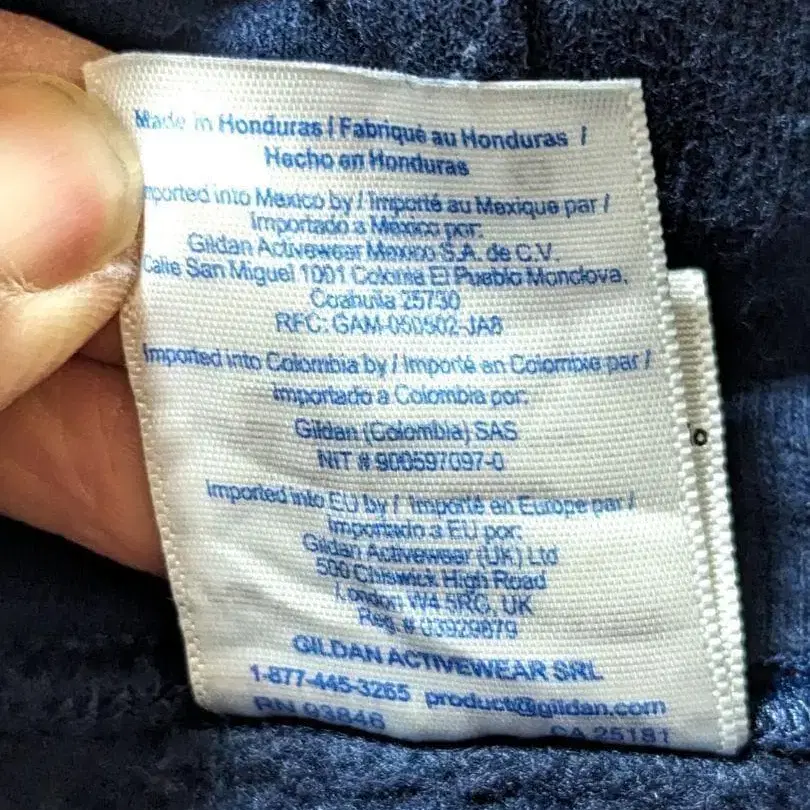 Made in Honduras / Fabriqué au Honduras /
Hecho en Honduras
mported into Mexico by / Importé au Mexique par /
Importado a Mexico por:
Gildan Activewear Mexico S.A. de C.V.
Calle San Miguel 1001 Colonia El Pueblo Monclova,
Coahuila 25730
RFC: GAM-050502-JA8
Imported into Colombia by / Importé en Colombie par /
Importado a Colombia por:
Gildan (Colombia) SAS
NIT # 900597097-0
Imported into EU by / Importé en Europe par /
Importado a EU por:
Gildan Activewear (UK) Ltd
500 Chiswick High Road
London W4 5RG, UK
Reg. # 03929879
GILDAN ACTIVEWEAR SRL
1-877-445-3265 product@gildan.com
RN 93846 CA 25181
o